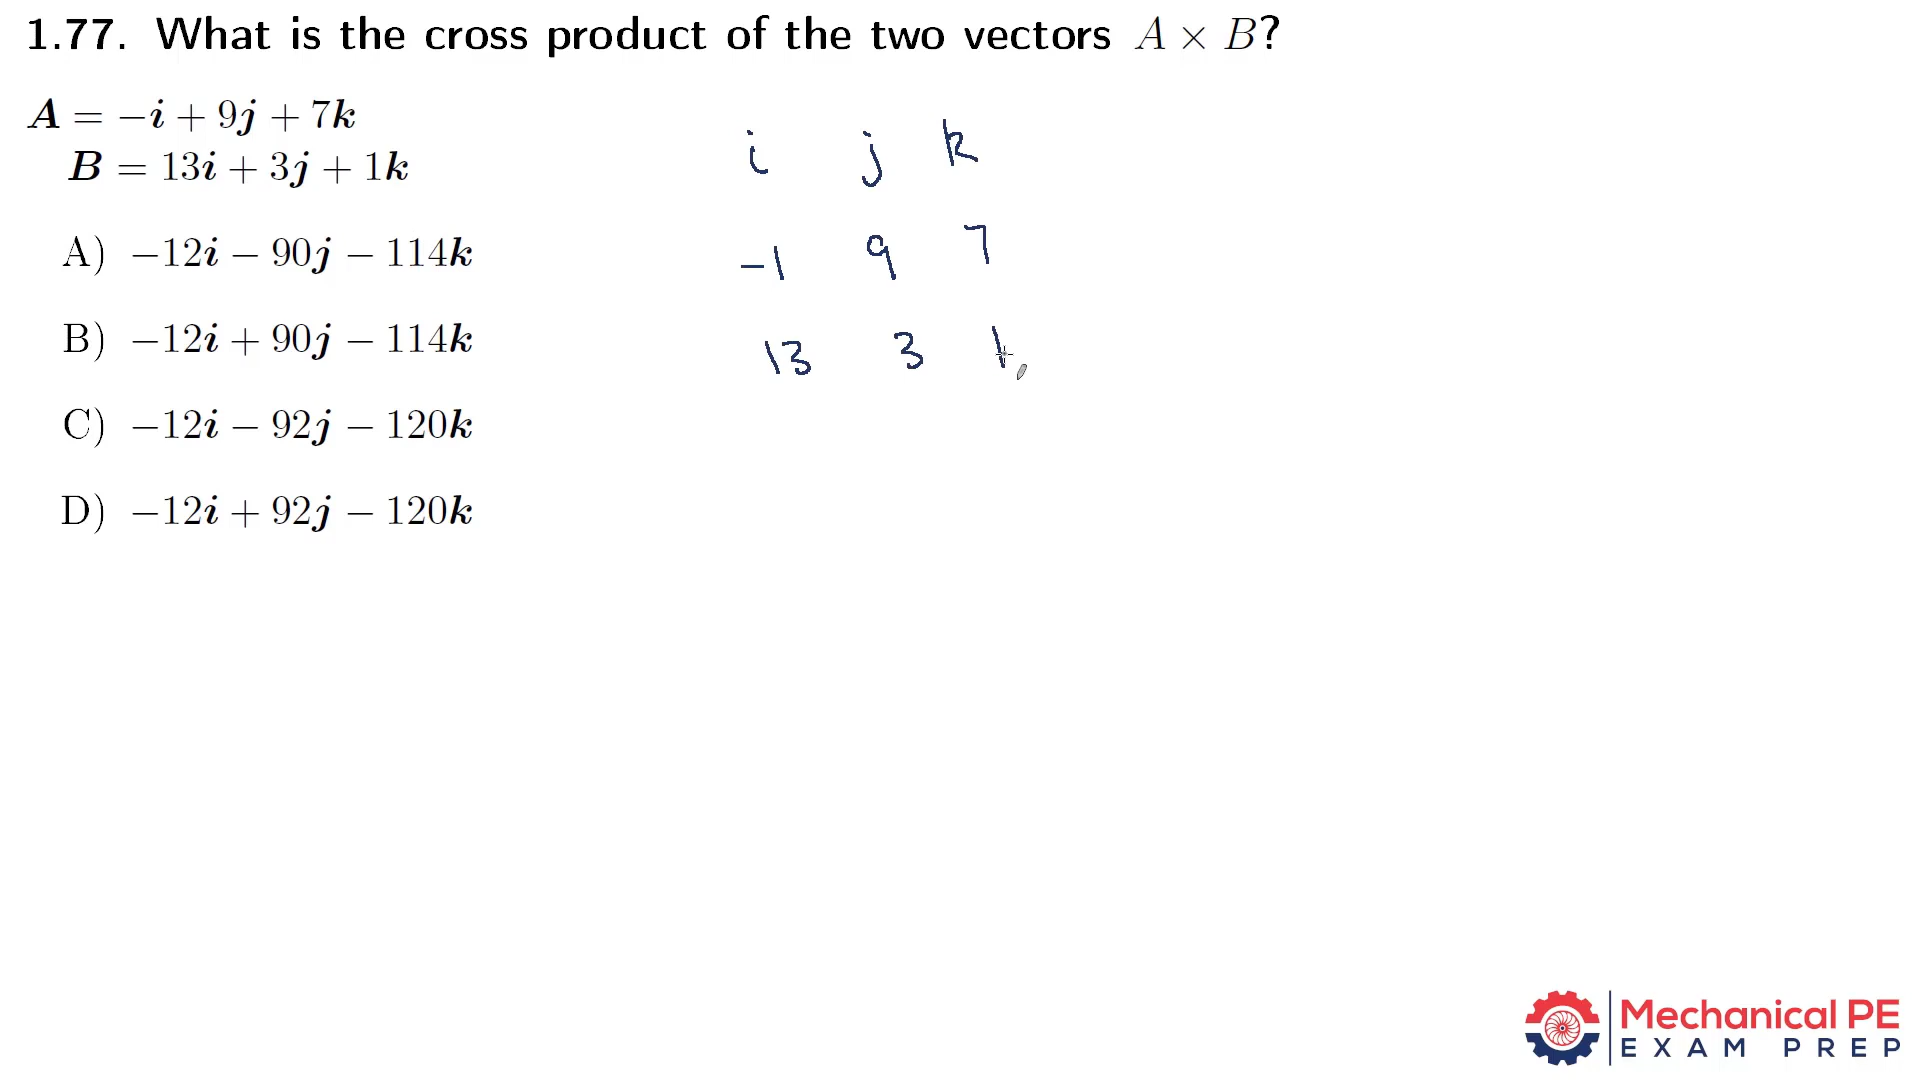 1.77. What is the cross product of the two vectors A × B?
A = −i + 9j + 7k
B = 13i + 3j + 1k
A) −12i − 90j − 114k
B) −12i + 90j − 114k
C) −12i − 92j − 120k
D) −12i + 92j − 120k
i j k
-1 9 7
13 3 1
Mechanical PE
EXAM PREP